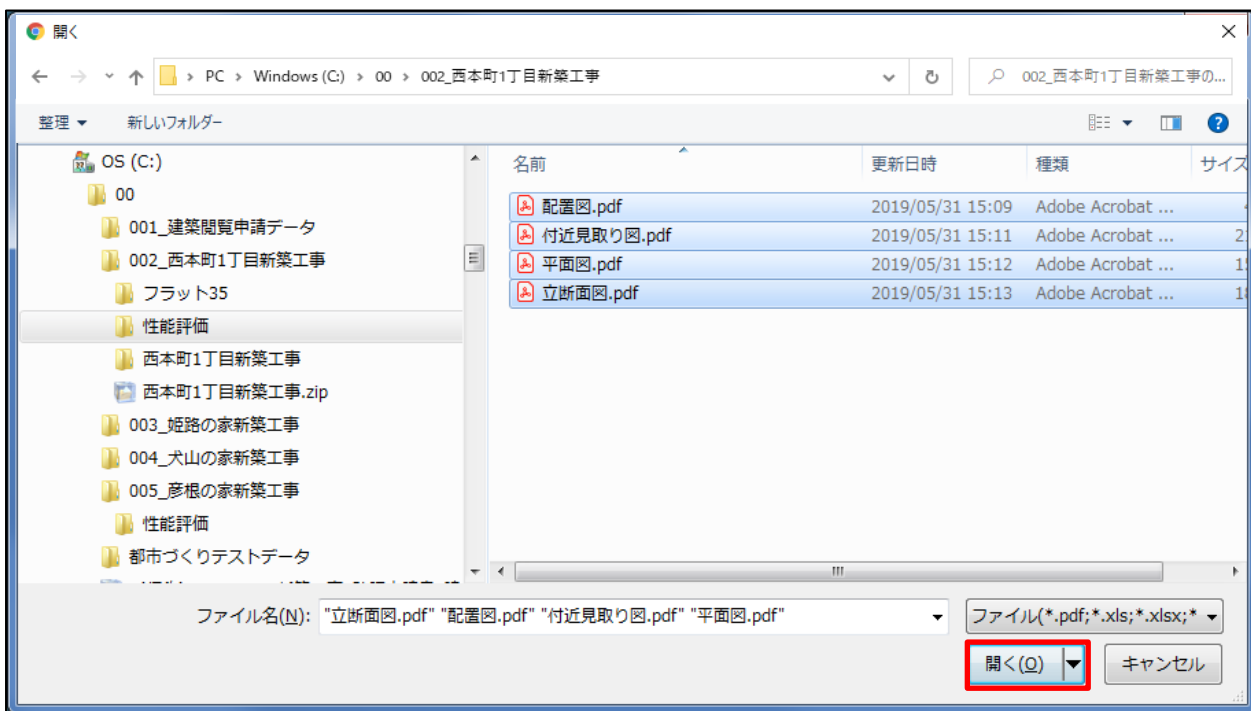 開く
PC › Windows (C:) › 00 › 002_西本町1丁目新築工事
002_西本町1丁目新築工事の...
整理 新しいフォルダー
OS (C:)
00
001_建築閲覧申請データ
002_西本町1丁目新築工事
フラット35
性能評価
西本町1丁目新築工事
西本町1丁目新築工事.zip
003_姫路の家新築工事
004_犬山の家新築工事
005_彦根の家新築工事
性能評価
都市づくりテストデータ
名前 更新日時 種類 サイズ
配置図.pdf 2019/05/31 15:09 Adobe Acrobat ...
付近見取り図.pdf 2019/05/31 15:11 Adobe Acrobat ...
平面図.pdf 2019/05/31 15:12 Adobe Acrobat ...
立断面図.pdf 2019/05/31 15:13 Adobe Acrobat ...
ファイル名(N): "立断面図.pdf" "配置図.pdf" "付近見取り図.pdf" "平面図.pdf"
ファイル(*.pdf;*.xls;*.xlsx;*
開く(O) キャンセル